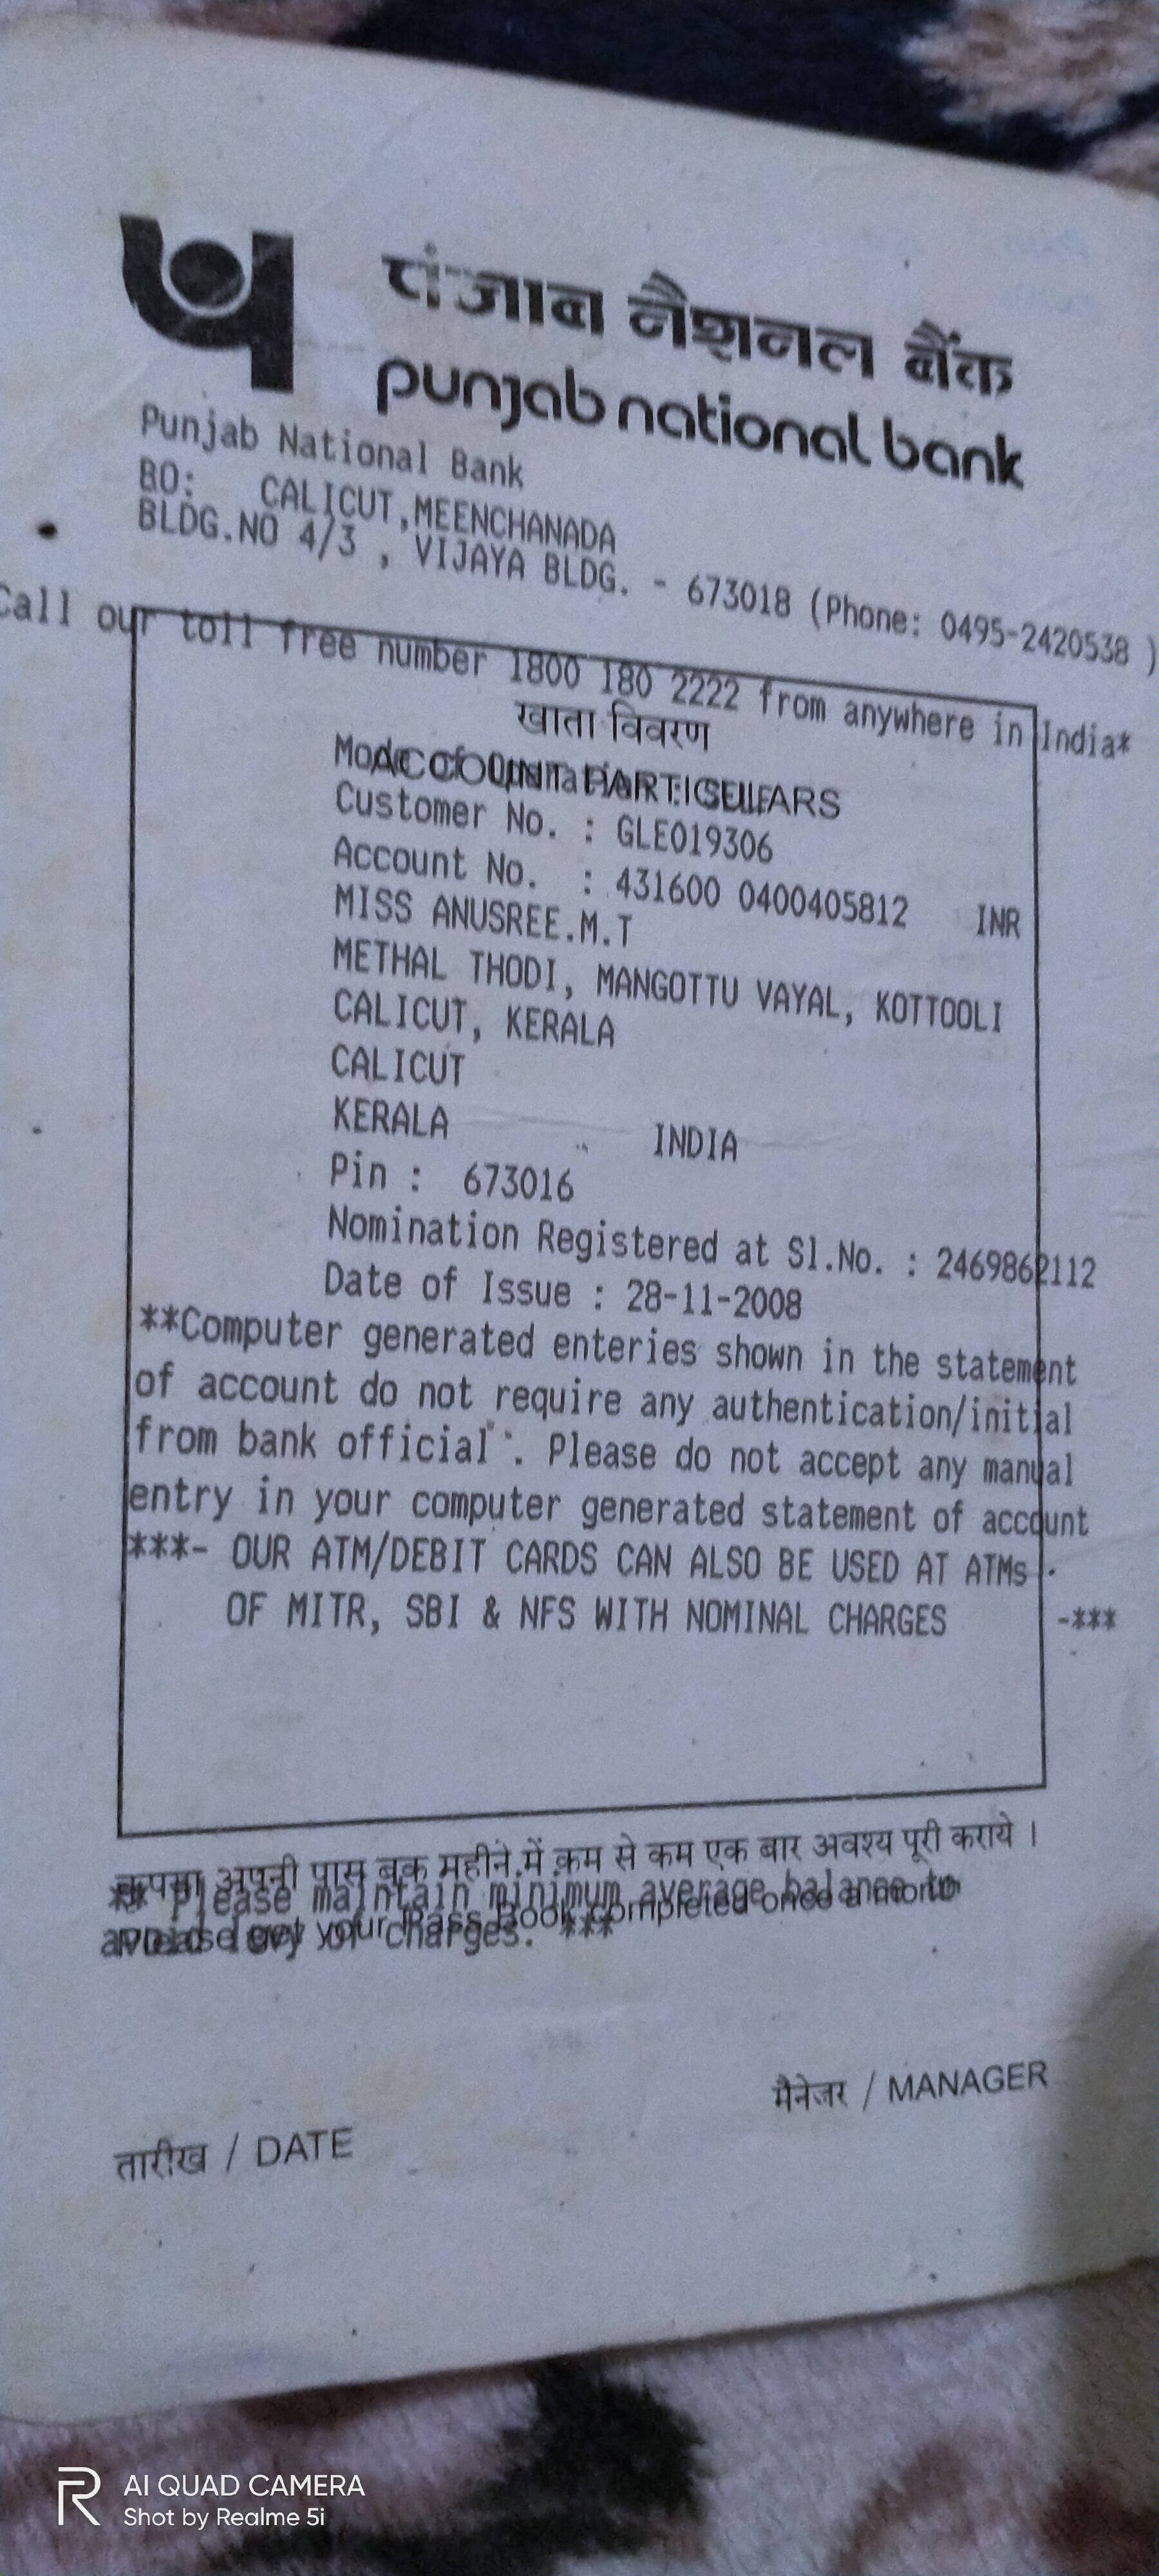 पंजाब नैशनल बैंक
punjab national bank
Punjab National Bank
BO: CALICUT,MEENCHANADA
BLDG.NO 4/3 , VIJAYA BLDG. - 673018 (Phone: 0495-2420538 )
Call our toll free number 1800 180 2222 from anywhere in India*
खाता विवरण
ACCOUNT PARTICULARS
Mode of Operation : SELF
Customer No. : GLE019306
Account No. : 431600 0400405812 INR
MISS ANUSREE.M.T
METHAL THODI, MANGOTTU VAYAL, KOTTOOLI
CALICUT, KERALA
CALICUT
KERALA INDIA
Pin : 673016
Nomination Registered at Sl.No. : 2469862112
Date of Issue : 28-11-2008
**Computer generated enteries shown in the statement
of account do not require any authentication/initial
from bank official. Please do not accept any manual
entry in your computer generated statement of account
***- OUR ATM/DEBIT CARDS CAN ALSO BE USED AT ATMs
OF MITR, SBI & NFS WITH NOMINAL CHARGES -***
कृपया अपनी पास बुक महीने में कम से कम एक बार अवश्य पूरी कराये ।
** Please maintain minimum average balance to
Please get your Pass Book completed once a month
avoid levy of charges. ***
मैनेजर / MANAGER
तारीख / DATE
AI QUAD CAMERA
Shot by Realme 5i